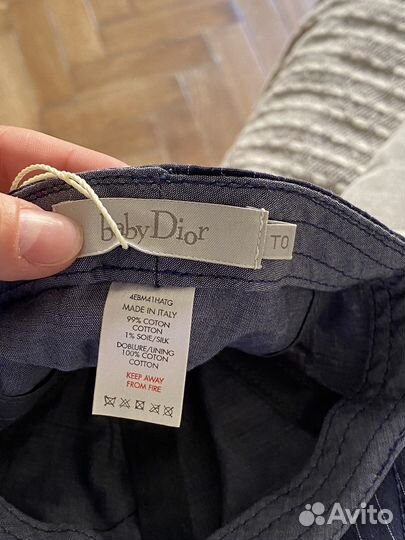 baby Dior
T0
4EBM41HATG
MADE IN ITALY
99% COTON
COTTON
1% SOIE/SILK
DOBLURE/LINING
100% COTON
COTTON
KEEP AWAY
FROM FIRE
Avito